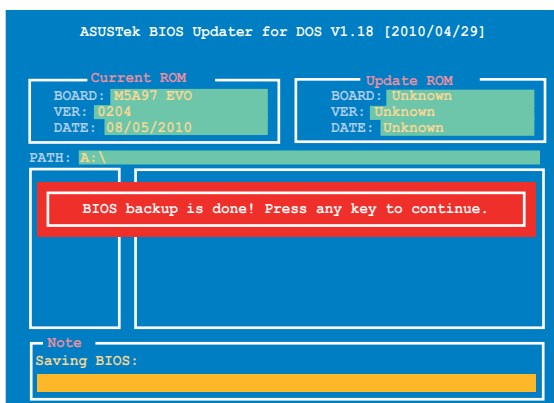 ASUSTek BIOS Updater for DOS V1.18 [2010/04/29]
Current ROM
BOARD: M5A97 EVO
VER: 0204
DATE: 08/05/2010
Update ROM
BOARD: Unknown
VER: Unknown
DATE: Unknown
PATH: A:\
BIOS backup is done! Press any key to continue.
Note
Saving BIOS: